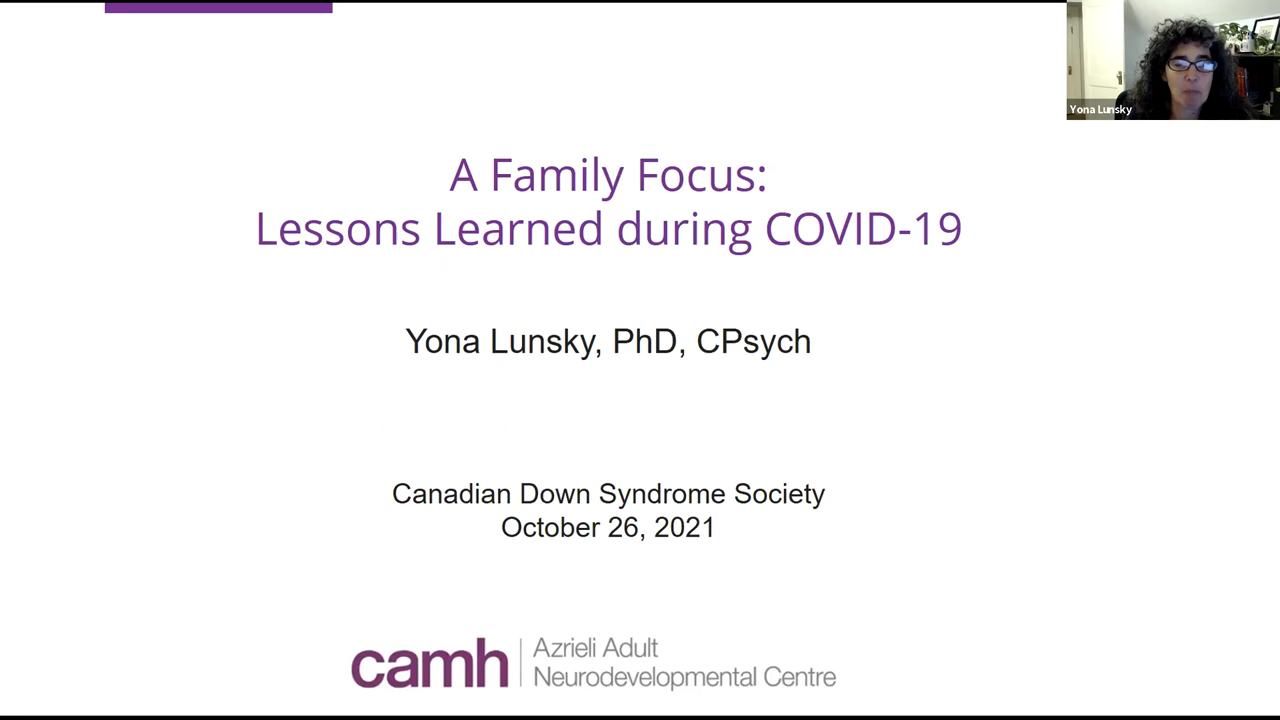 Yona Lunsky
A Family Focus:
Lessons Learned during COVID-19
Yona Lunsky, PhD, CPsych
Canadian Down Syndrome Society
October 26, 2021
camh
Azrieli Adult
Neurodevelopmental Centre